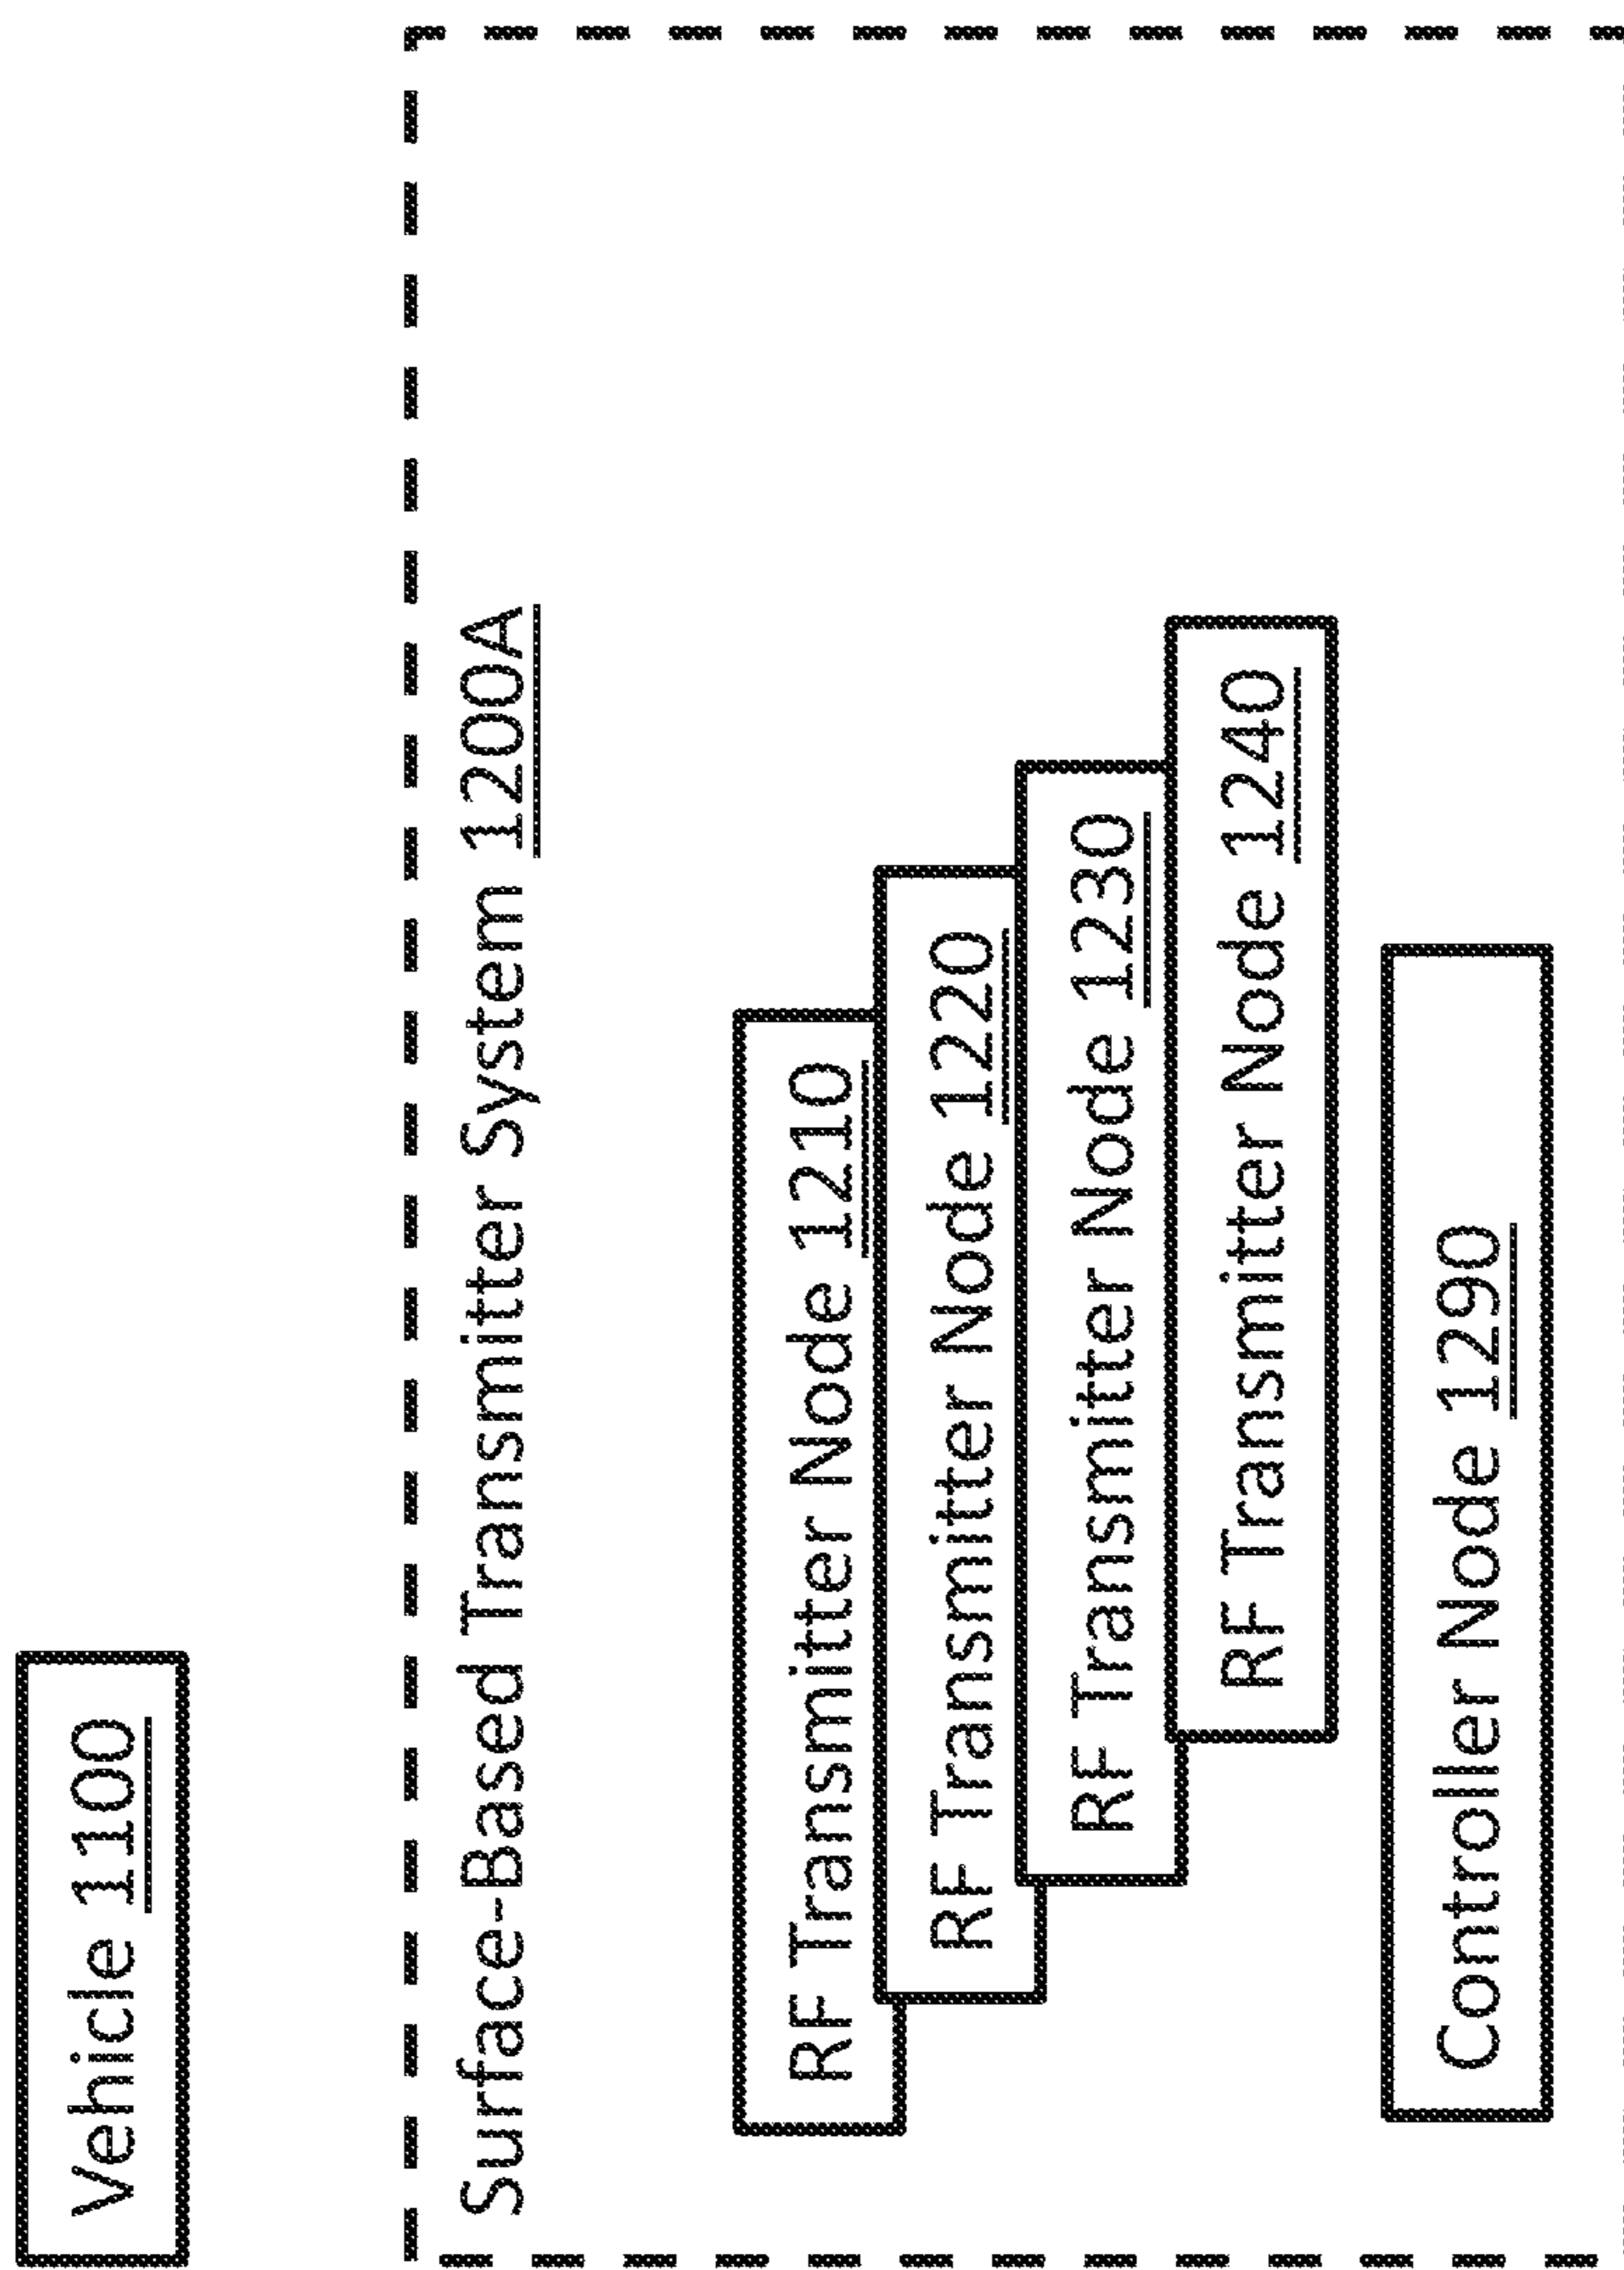 Vehicle 1100
Surface-Based Transmitter System 1200A
RF Transmitter Node 1210
RF Transmitter Node 1220
RF Transmitter Node 1230
RF Transmitter Node 1240
Controller Node 1290